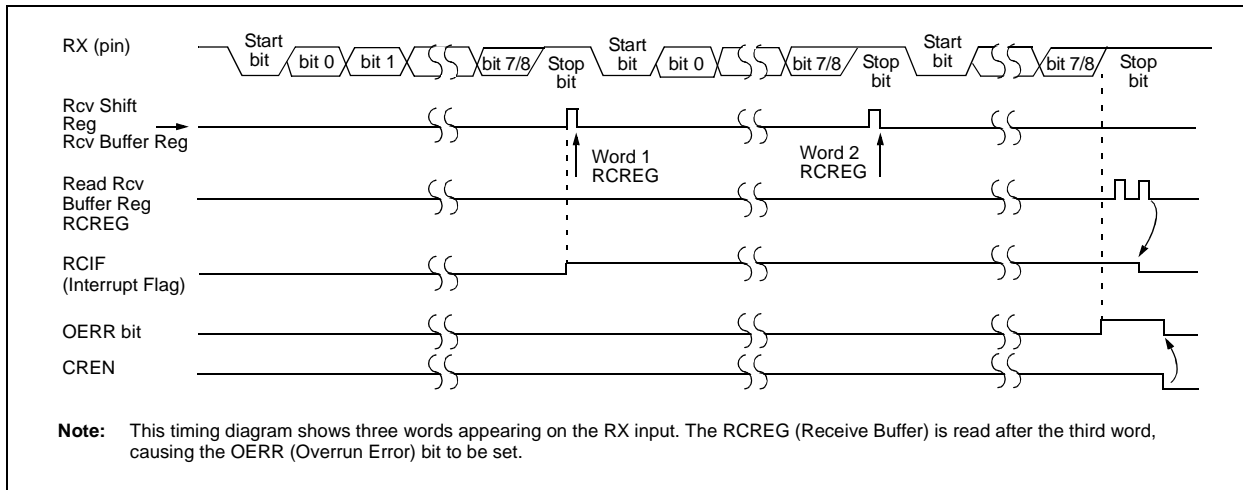 RX (pin)
Start
bit
bit 0
bit 1
bit 7/8
Stop
bit
Start
bit
bit 0
bit 7/8
Stop
bit
Start
bit
bit 7/8
Stop
bit
Rcv Shift
Reg
Rcv Buffer Reg
Word 1
RCREG
Word 2
RCREG
Read Rcv
Buffer Reg
RCREG
RCIF
(Interrupt Flag)
OERR bit
CREN
Note: This timing diagram shows three words appearing on the RX input. The RCREG (Receive Buffer) is read after the third word,
causing the OERR (Overrun Error) bit to be set.